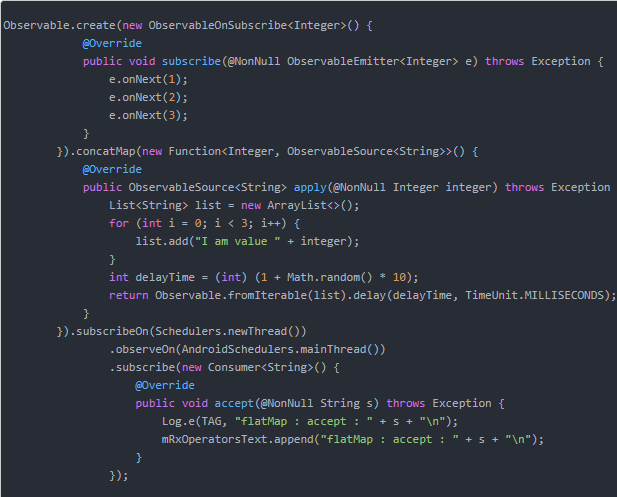 Observable.create(new ObservableOnSubscribe<Integer>() {
            @Override
            public void subscribe(@NonNull ObservableEmitter<Integer> e) throws Exception {
                e.onNext(1);
                e.onNext(2);
                e.onNext(3);
            }
        }).concatMap(new Function<Integer, ObservableSource<String>>() {
            @Override
            public ObservableSource<String> apply(@NonNull Integer integer) throws Exception
                List<String> list = new ArrayList<>();
                for (int i = 0; i < 3; i++) {
                    list.add("I am value " + integer);
                }
                int delayTime = (int) (1 + Math.random() * 10);
                return Observable.fromIterable(list).delay(delayTime, TimeUnit.MILLISECONDS);
            }
        }).subscribeOn(Schedulers.newThread())
                .observeOn(AndroidSchedulers.mainThread())
                .subscribe(new Consumer<String>() {
                    @Override
                    public void accept(@NonNull String s) throws Exception {
                        Log.e(TAG, "flatMap : accept : " + s + "\n");
                        mRxOperatorsText.append("flatMap : accept : " + s + "\n");
                    }
                });